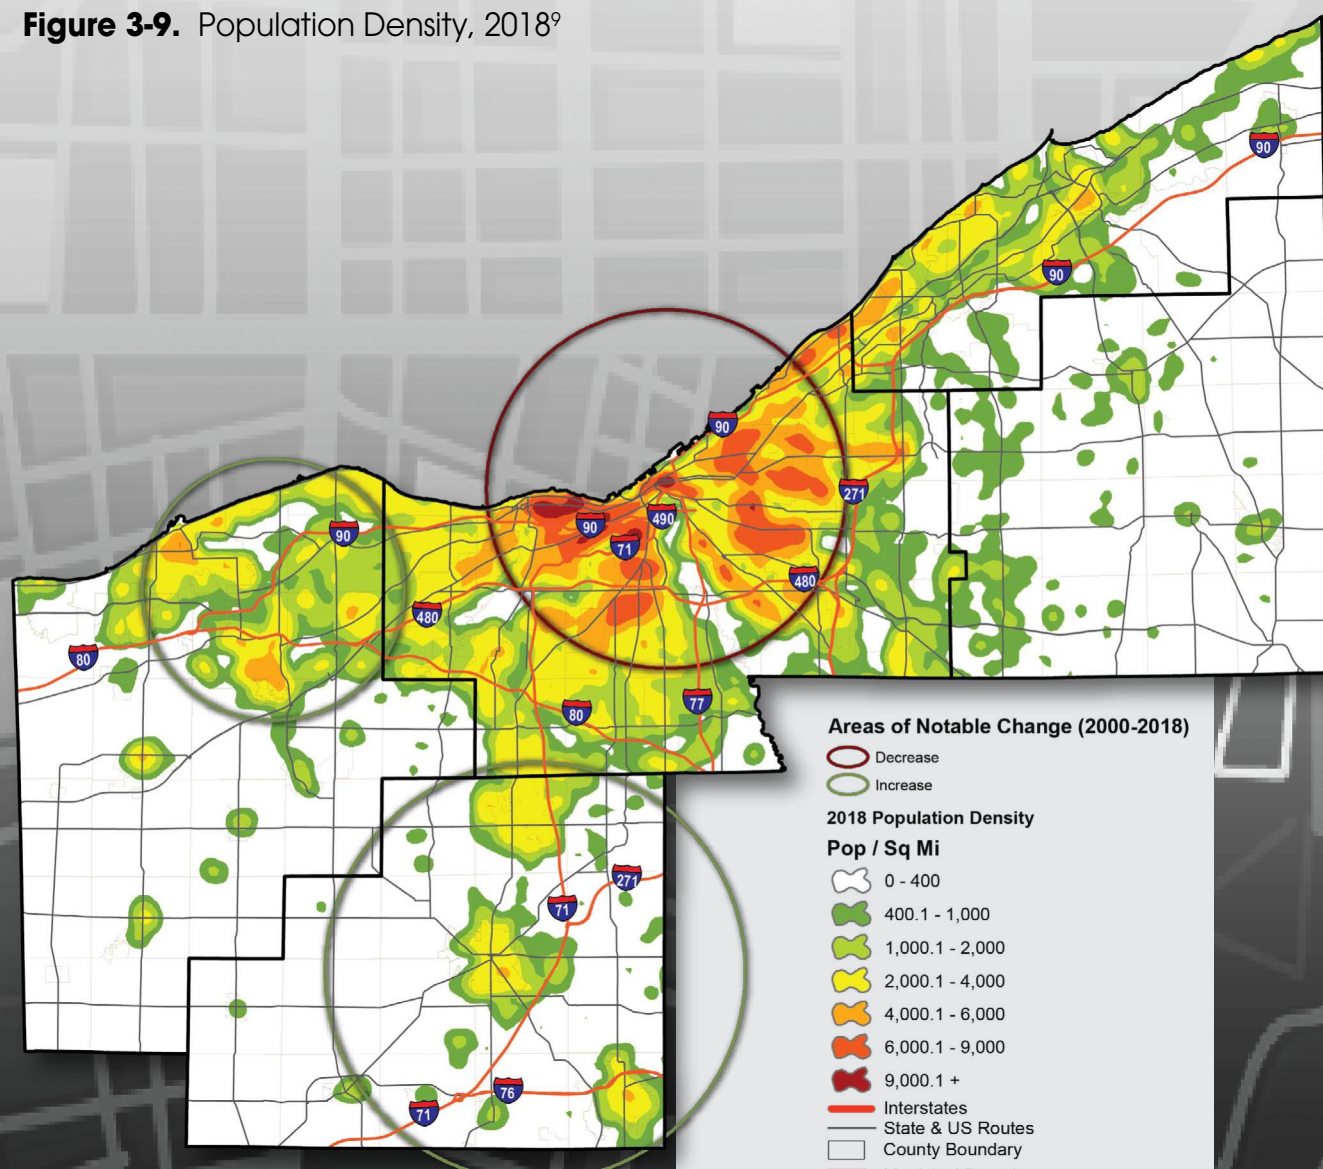 Figure 3-9. Population Density, 2018⁹
90
90
90
271
90
90
490
71
480
480
80
80
77
271
71
76
71
Areas of Notable Change (2000-2018)
Decrease
Increase
2018 Population Density
Pop / Sq Mi
0 - 400
400.1 - 1,000
1,000.1 - 2,000
2,000.1 - 4,000
4,000.1 - 6,000
6,000.1 - 9,000
9,000.1 +
Interstates
State & US Routes
County Boundary